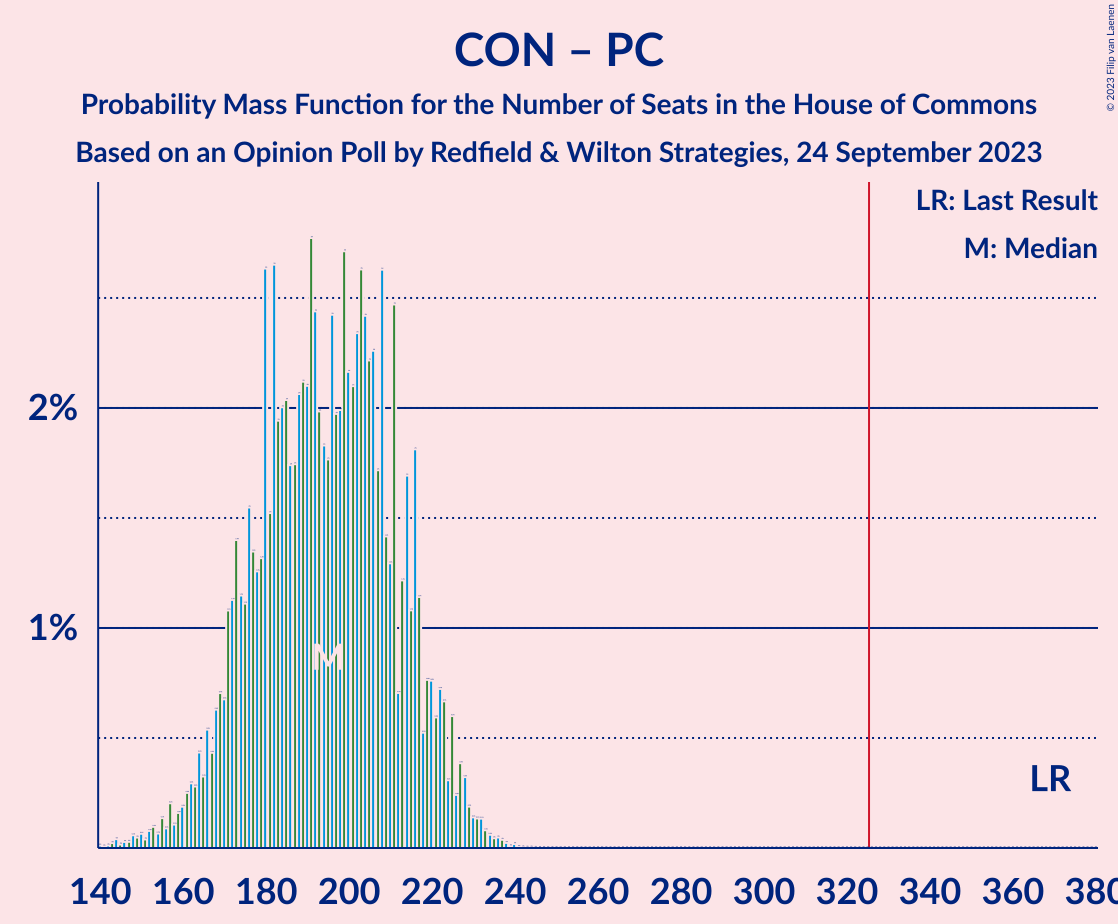 CON – PC
Probability Mass Function for the Number of Seats in the House of Commons
Based on an Opinion Poll by Redfield & Wilton Strategies, 24 September 2023
© 2023 Filip van Laenen
LR: Last Result
M: Median
2%
1%
M
LR
140 160 180 200 220 240 260 280 300 320 340 360 380